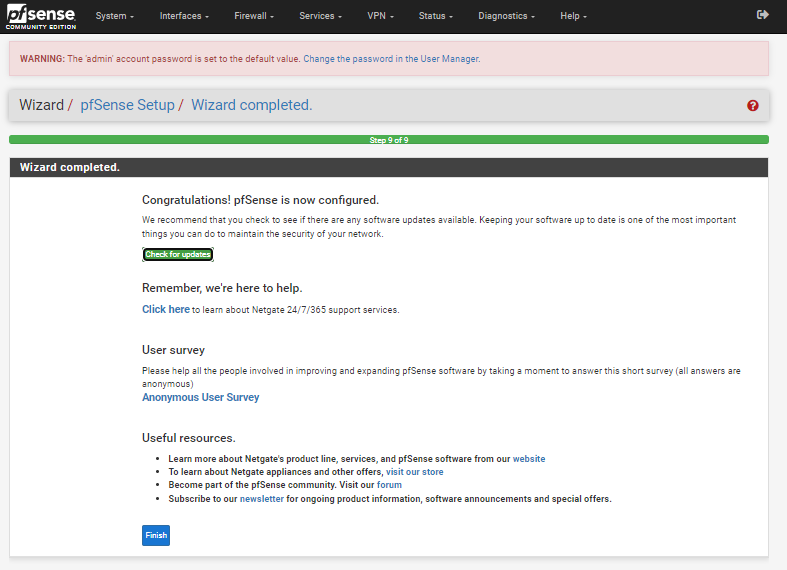 pfsense
COMMUNITY EDITION
System Interfaces Firewall Services VPN Status Diagnostics Help
WARNING: The 'admin' account password is set to the default value. Change the password in the User Manager.
Wizard / pfSense Setup / Wizard completed.
Step 9 of 9
Wizard completed.
Congratulations! pfSense is now configured.
We recommend that you check to see if there are any software updates available. Keeping your software up to date is one of the most important
things you can do to maintain the security of your network.
Check for updates
Remember, we're here to help.
Click here to learn about Netgate 24/7/365 support services.
User survey
Please help all the people involved in improving and expanding pfSense software by taking a moment to answer this short survey (all answers are
anonymous)
Anonymous User Survey
Useful resources.
• Learn more about Netgate's product line, services, and pfSense software from our website
• To learn about Netgate appliances and other offers, visit our store
• Become part of the pfSense community. Visit our forum
• Subscribe to our newsletter for ongoing product information, software announcements and special offers.
Finish